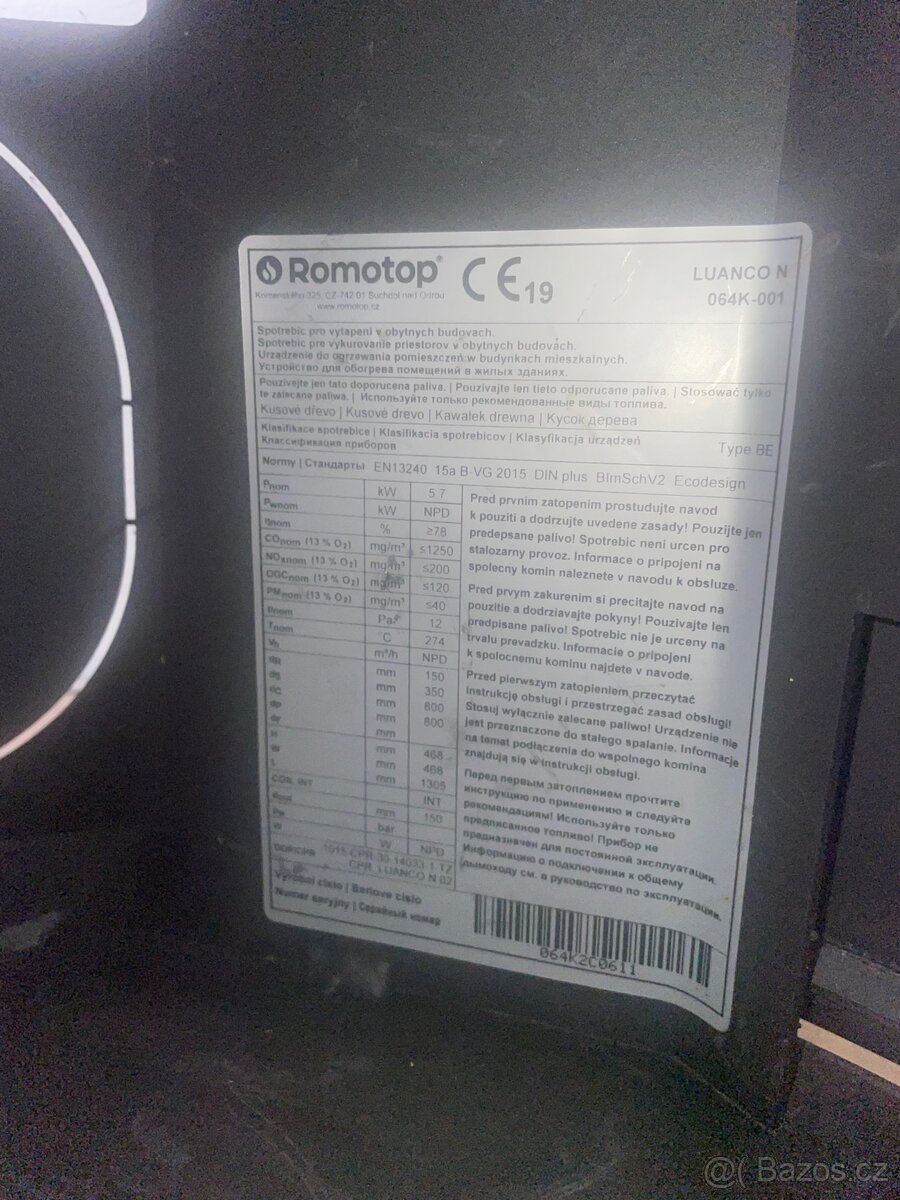 Romotop® CE 19
LUANCO N
064K-001
Komenského 325, CZ-742 01 Suchdol nad Odrou
www.romotop.cz
Spotrebic pro vytapeni v obytnych budovach.
Spotrebic pre vykurovanie priestorov v obytnych budovach.
Urzadzenie do ogrzewania pomieszczeń w budynkach mieszkalnych.
Устройство для обогрева помещений в жилых зданиях.
Pouzivejte jen tato doporucena paliva. | Pouzivajte len tieto odporucane paliva. | Stosować tylko
te zalecane paliwa. | Используйте только рекомендованные виды топлива.
Kusové dřevo | Kusové drevo | Kawałek drewna | Кусок дерева
Klasifikace spotrebice | Klasifikacia spotrebicov | Klasyfikacja urządzeń
Классификация приборов
Type BE
Normy | Стандарты EN13240 15a B-VG 2015 DIN plus BImSchV2 Ecodesign
Pnom kW 5.7
Pwnom kW NPD
ηnom % ≥78
COnom (13 % O2) mg/m³ ≤1250
NOxnom (13 % O2) mg/m³ ≤200
OGCnom (13 % O2) mg/m³ ≤120
PMnom (13 % O2) mg/m³ ≤40
pnom Pa 12
Tnom °C 274
Vh m³/h NPD
dR mm 150
dS mm 350
dC mm 800
dP mm 800
mm
H mm 468
W mm 468
L mm 1305
CON. INT INT
dout mm 150
bar
W W NPD
DOP/CPR 1015-CPR-30-14033-1-TZ
CPR_LUANCO N 02
Vyrobni cislo | Seriove cislo
Numer seryjny | Серийный номер
Pred prvnim zatopenim prostudujte navod
k pouziti a dodrzujte uvedene zasady! Pouzijte jen
predepsane palivo! Spotrebic neni urcen pro
stalozarny provoz. Informace o pripojeni na
spolecny komin naleznete v navodu k obsluze.
Pred prvym zakurenim si precitajte navod na
pouzitie a dodrziavajte pokyny! Pouzivajte len
predpisane palivo! Spotrebic nie je urceny na
trvalu prevadzku. Informacie o pripojeni
k spolocnemu kominu najdete v navode.
Przed pierwszym zatopieniem przeczytać
instrukcję obsługi i przestrzegać zasad obsługi!
Stosuj wyłącznie zalecane paliwo! Urządzenie nie
jest przeznaczone do stałego spalanie. Informacje
na temat podłączenia do wspolnego komina
znajdują się w instrukcji obsługi.
Перед первым затоплением прочтите
инструкцию по применению и следуйте
рекомендациям! Используйте только
предписанное топливо! Прибор не
предназначен для постоянной эксплуатации.
Информацию о подключении к общему
дымоходу см. в руководство по эксплуатации.
064K2C0611
@( Bazoš.cz